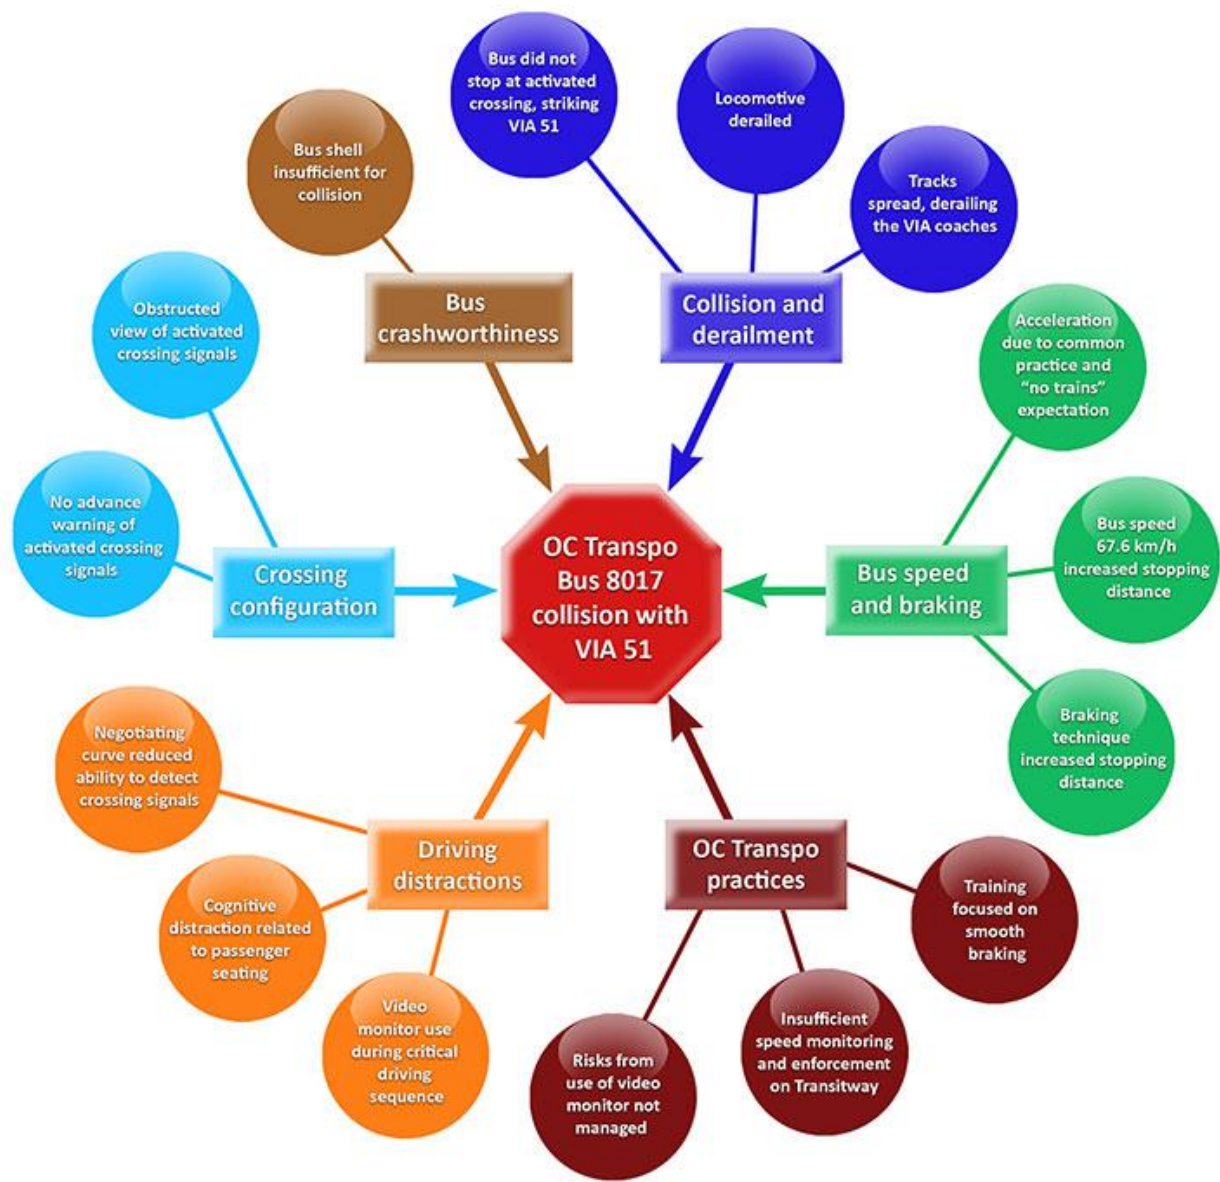 Bus did not
stop at activated
crossing, striking
VIA 51
Locomotive
derailed
Tracks
spread, derailing
the VIA coaches
Collision and
derailment
Bus shell
insufficient for
collision
Bus
crashworthiness
Obstructed
view of activated
crossing signals
No advance
warning of
activated crossing
signals
Crossing
configuration
OC Transpo
Bus 8017
collision with
VIA 51
Acceleration
due to common
practice and
“no trains”
expectation
Bus speed
67.6 km/h
increased stopping
distance
Braking
technique
increased stopping
distance
Bus speed
and braking
Negotiating
curve reduced
ability to detect
crossing signals
Cognitive
distraction related
to passenger
seating
Video
monitor use
during critical
driving
sequence
Driving
distractions
OC Transpo
practices
Training
focused on
smooth
braking
Insufficient
speed monitoring
and enforcement
on Transitway
Risks from
use of video
monitor not
managed